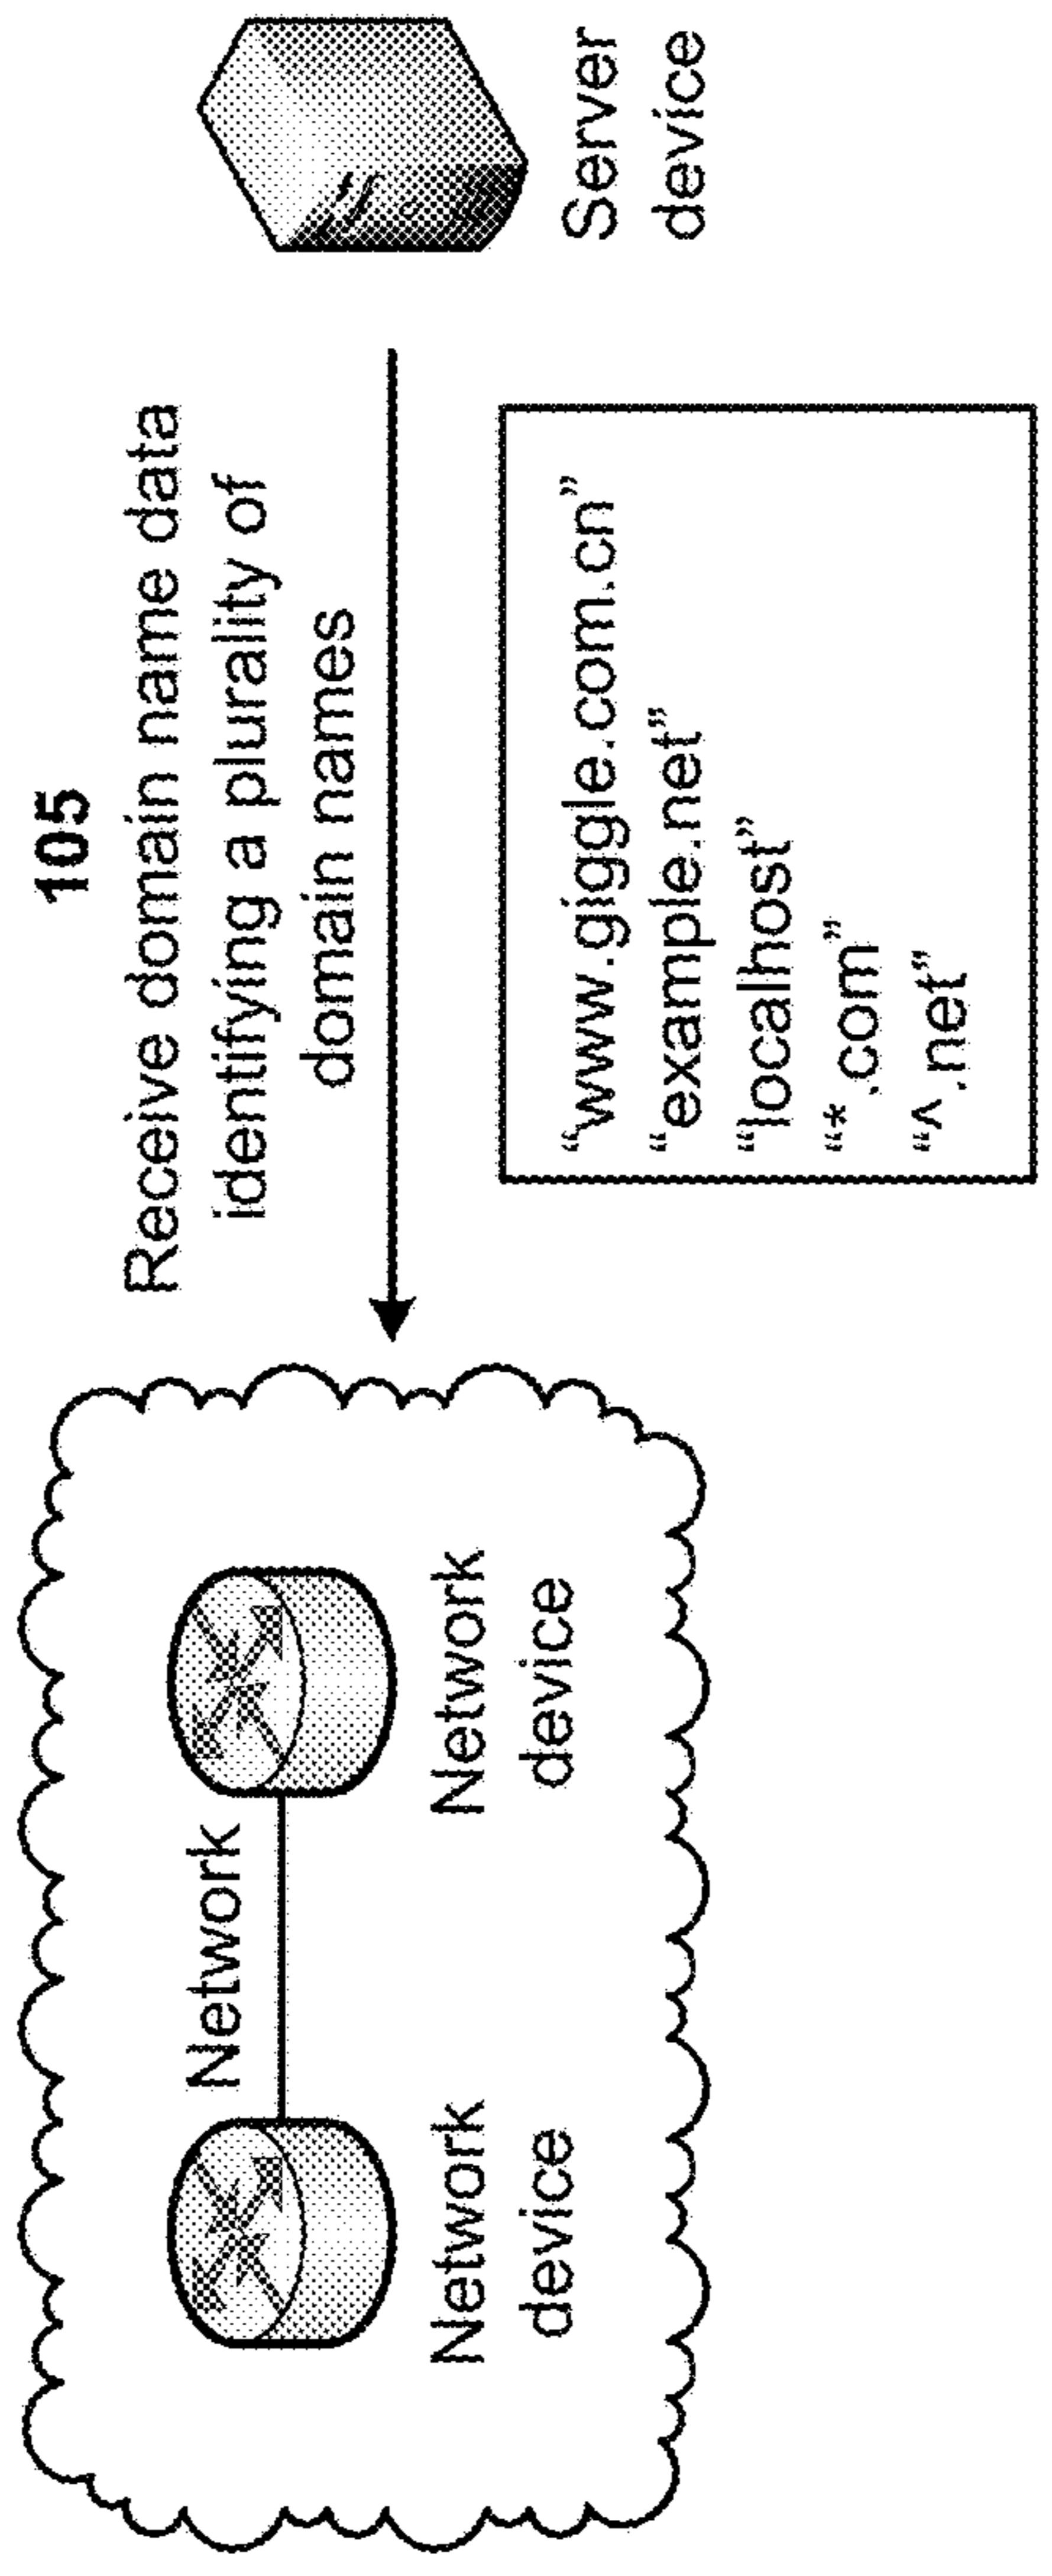 105
Receive domain name data
identifying a plurality of
domain names
Network
Network
device
Network
device
Server
device
“www.giggle.com.cn”
“example.net”
“localhost”
“*.com”
“^.net”